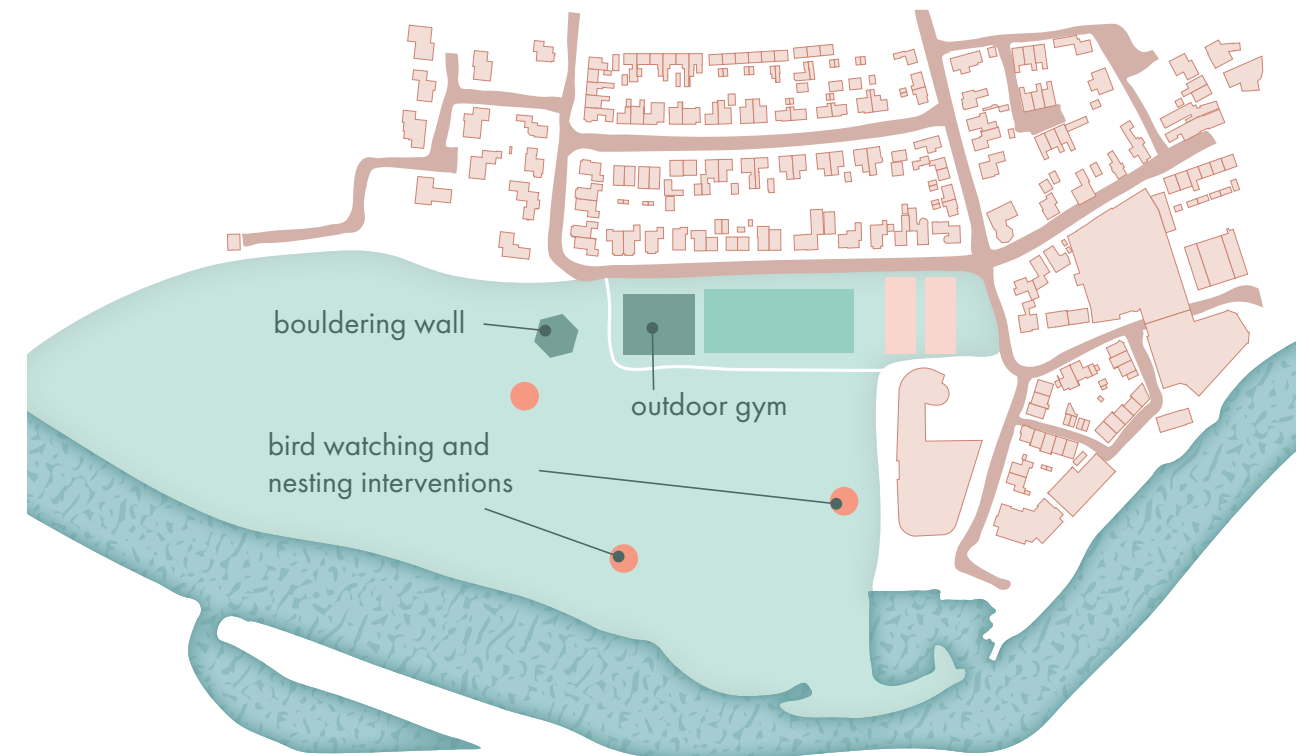 bouldering wall
outdoor gym
bird watching and
nesting interventions